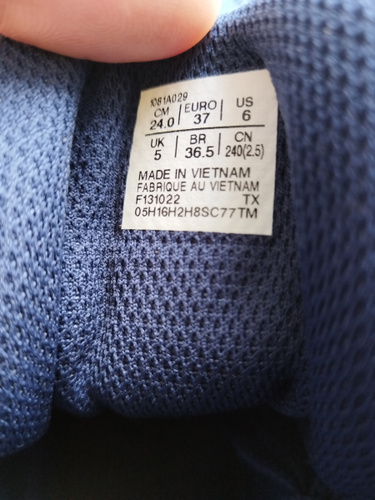 1081A029
CM EURO US
24.0 37 6
UK BR CN
5 36.5 240(2.5)
MADE IN VIETNAM
FABRIQUE AU VIETNAM
F131022 TX
05H16H2H8SC77TM